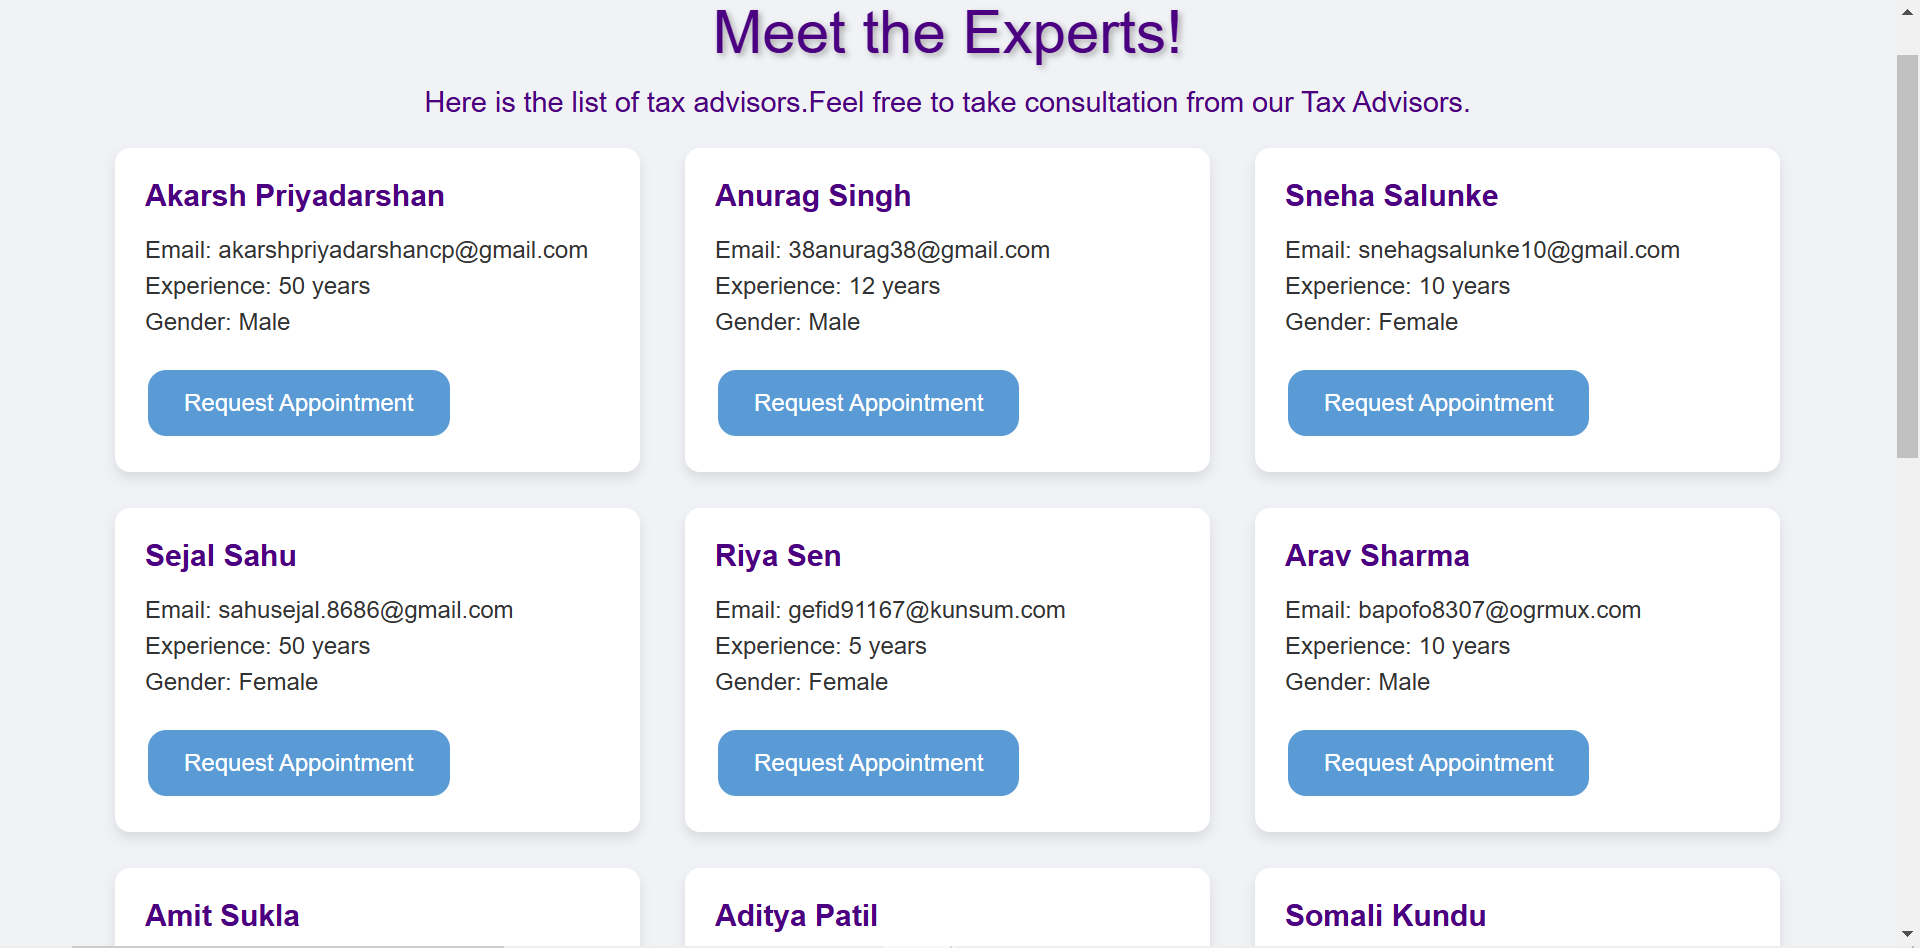 Meet the Experts!
Here is the list of tax advisors.Feel free to take consultation from our Tax Advisors.
Akarsh Priyadarshan
Email: akarshpriyadarshancp@gmail.com
Experience: 50 years
Gender: Male
Request Appointment
Anurag Singh
Email: 38anurag38@gmail.com
Experience: 12 years
Gender: Male
Request Appointment
Sneha Salunke
Email: snehagsalunke10@gmail.com
Experience: 10 years
Gender: Female
Request Appointment
Sejal Sahu
Email: sahusejal.8686@gmail.com
Experience: 50 years
Gender: Female
Request Appointment
Riya Sen
Email: gefid91167@kunsum.com
Experience: 5 years
Gender: Female
Request Appointment
Arav Sharma
Email: bapofo8307@ogrmux.com
Experience: 10 years
Gender: Male
Request Appointment
Amit Sukla
Aditya Patil
Somali Kundu